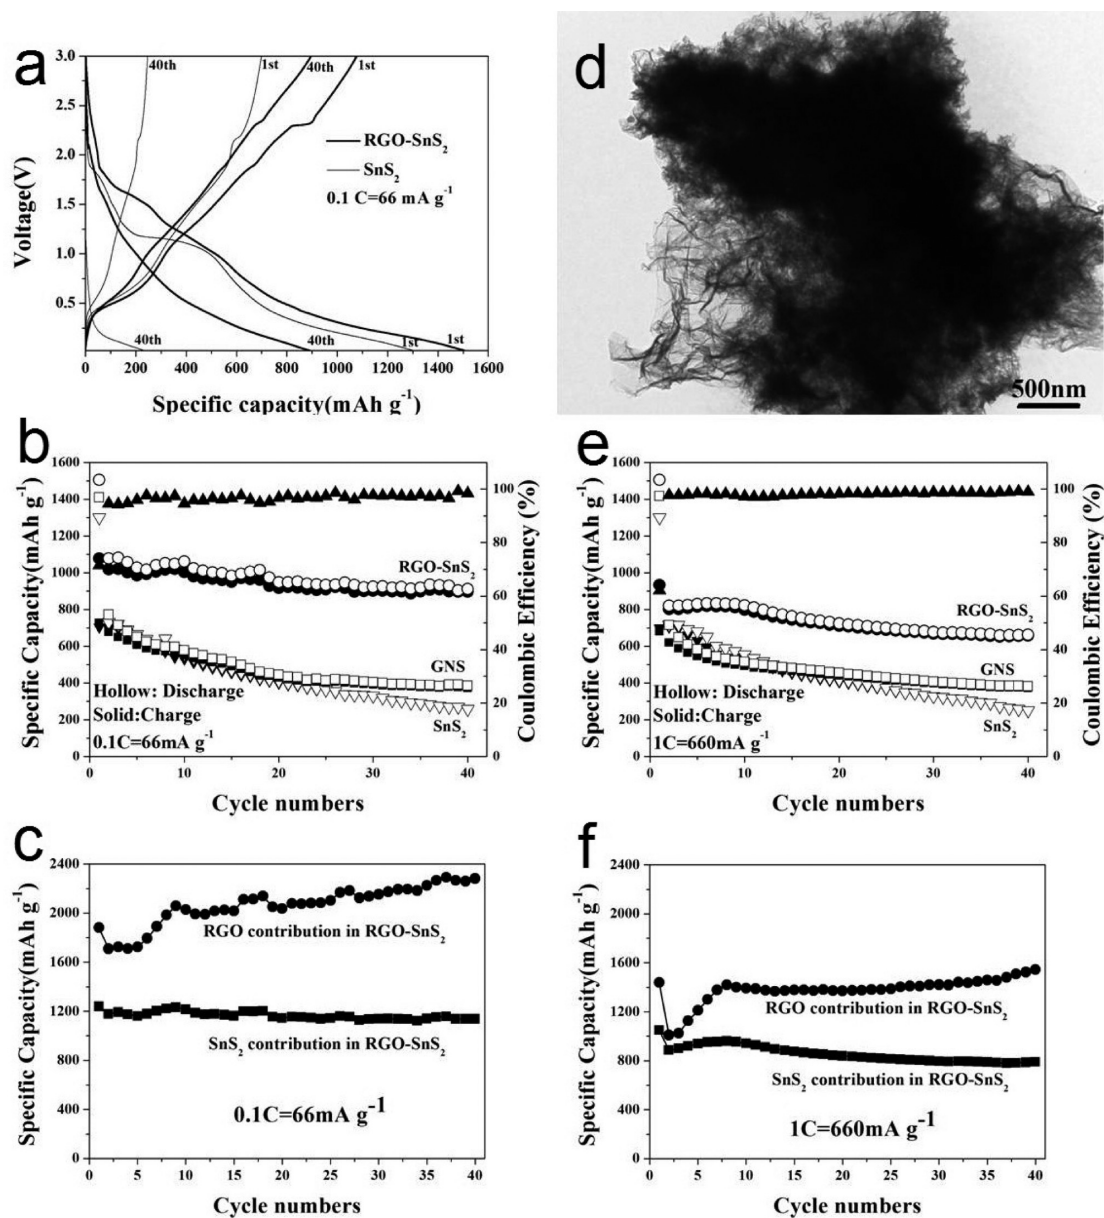 a
3.0
2.5
2.0
1.5
1.0
0.5
Voltage(V)
40th
40th
1st
RGO-SnS₂
SnS₂
0.1 C=66 mA g⁻¹
40th
40th
1st
1st
0 200 400 600 800 1000 1200 1400 1600
Specific capacity(mAh g⁻¹)
d
500nm
b
1600
1400
1200
1000
800
600
400
200
0
Specific Capacity(mAh g⁻¹)
RGO-SnS₂
GNS
SnS₂
Hollow: Discharge
Solid:Charge
0.1C=66mA g⁻¹
100
80
60
40
20
0
Coulombic Efficiency (%)
0 10 20 30 40
Cycle numbers
e
1600
1400
1200
1000
800
600
400
200
0
Specific Capacity(mAh g⁻¹)
RGO-SnS₂
GNS
SnS₂
Hollow: Discharge
Solid:Charge
1C=660mA g⁻¹
100
80
60
40
20
0
Coulombic Efficiency (%)
0 10 20 30 40
Cycle numbers
c
2400
2000
1600
1200
800
400
0
Specific Capacity(mAh g⁻¹)
RGO contribution in RGO-SnS₂
SnS₂ contribution in RGO-SnS₂
0.1C=66mA g⁻¹
0 5 10 15 20 25 30 35 40
Cycle numbers
f
2400
2000
1600
1200
800
400
0
Specific Capacity(mAh g⁻¹)
RGO contribution in RGO-SnS₂
SnS₂ contribution in RGO-SnS₂
1C=660mA g⁻¹
0 5 10 15 20 25 30 35 40
Cycle numbers